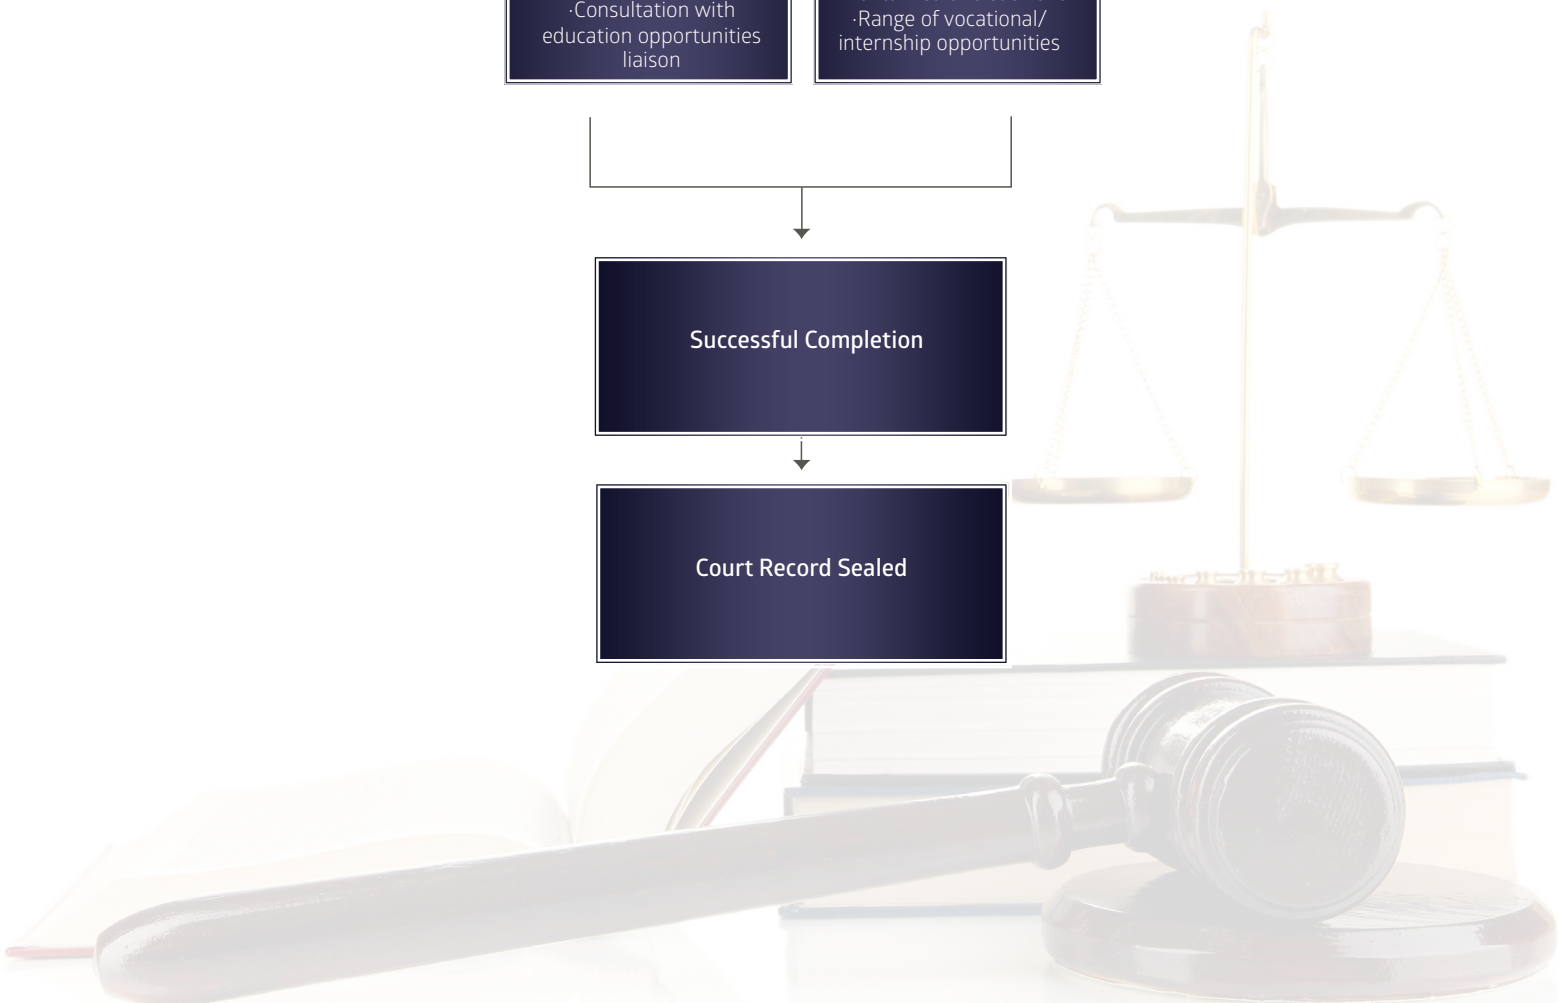 ·Consultation with
education opportunities
liaison
·Range of vocational/
internship opportunities
Successful Completion
Court Record Sealed